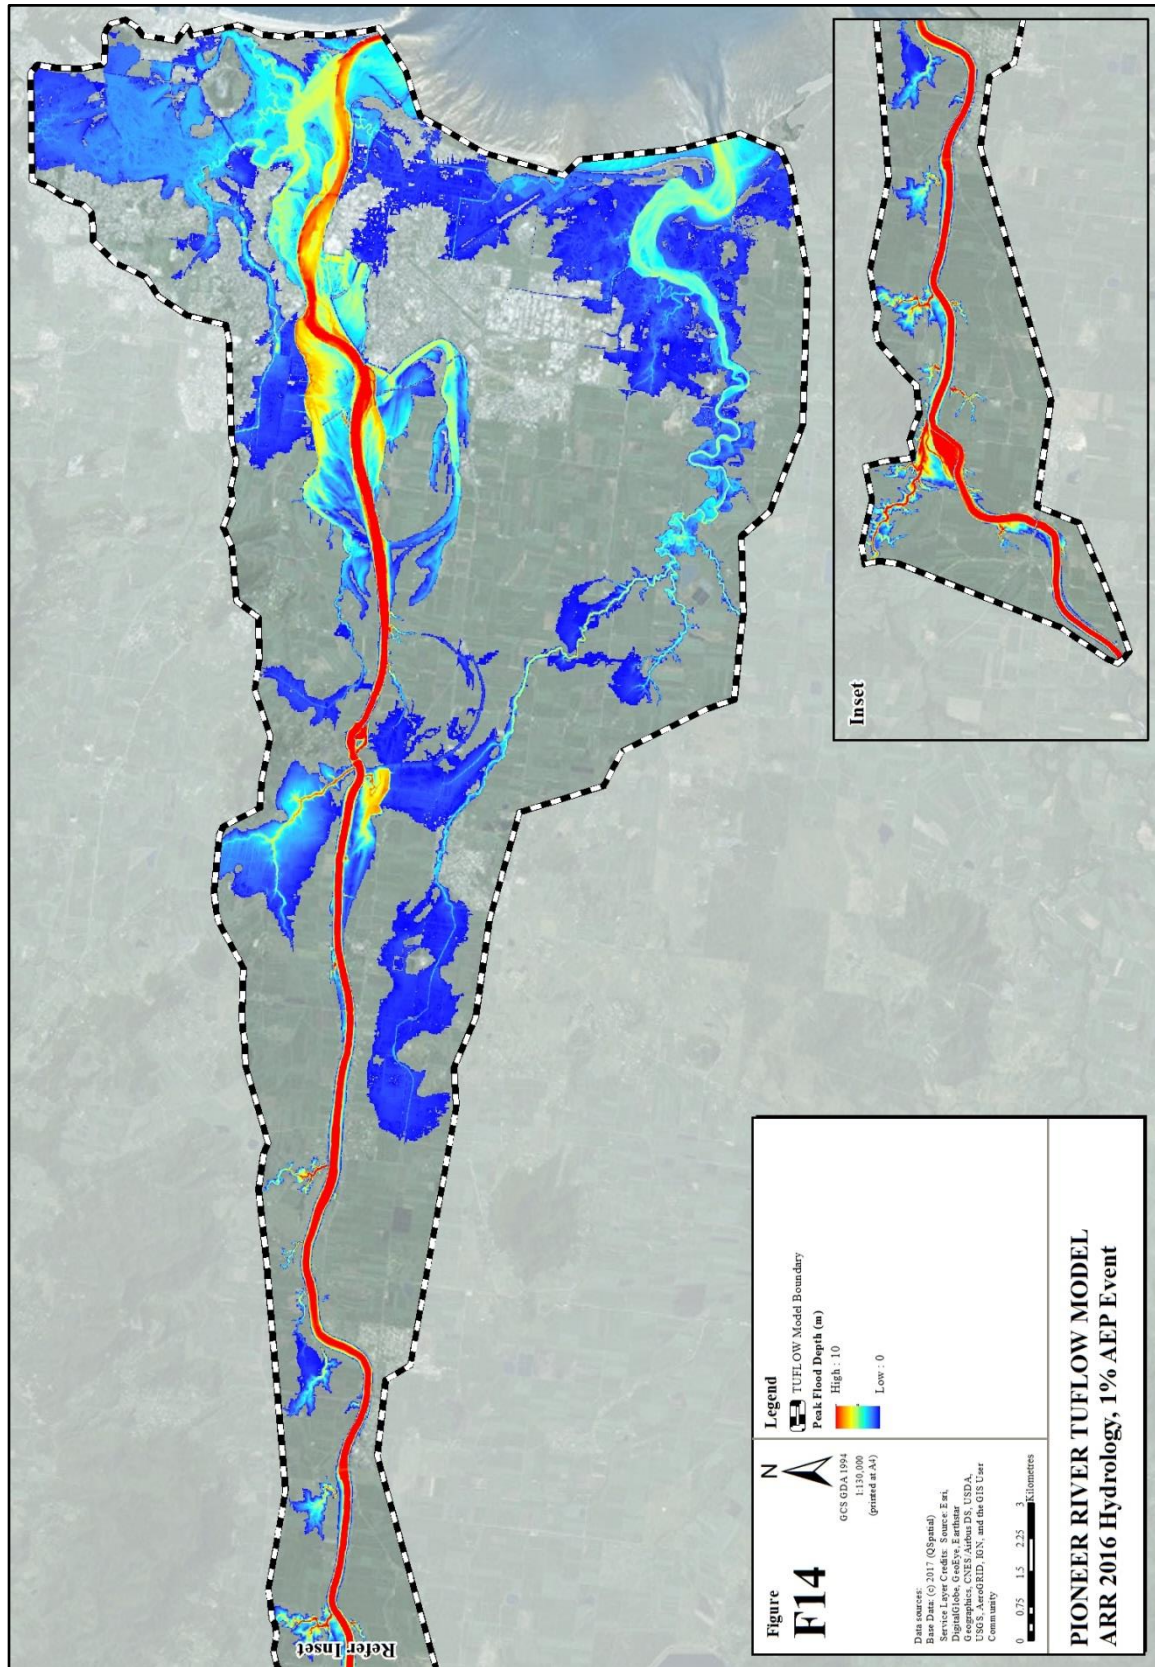 Refer Inset
Inset
Figure
F14
N
GCS GDA 1994
1:130,000
(printed at A4)
Data sources:
Base Data: (c) 2017 (QSpatial)
Service Layer Credits: Source: Esri,
DigitalGlobe, GeoEye, Earthstar
Geographics, CNES/Airbus DS, USDA,
USGS, AeroGRID, IGN, and the GIS User
Community
0 0.75 1.5 2.25 3
Kilometres
Legend
TUFLOW Model Boundary
Peak Flood Depth (m)
High : 10
Low : 0
PIONEER RIVER TUFLOW MODEL
ARR 2016 Hydrology, 1% AEP Event